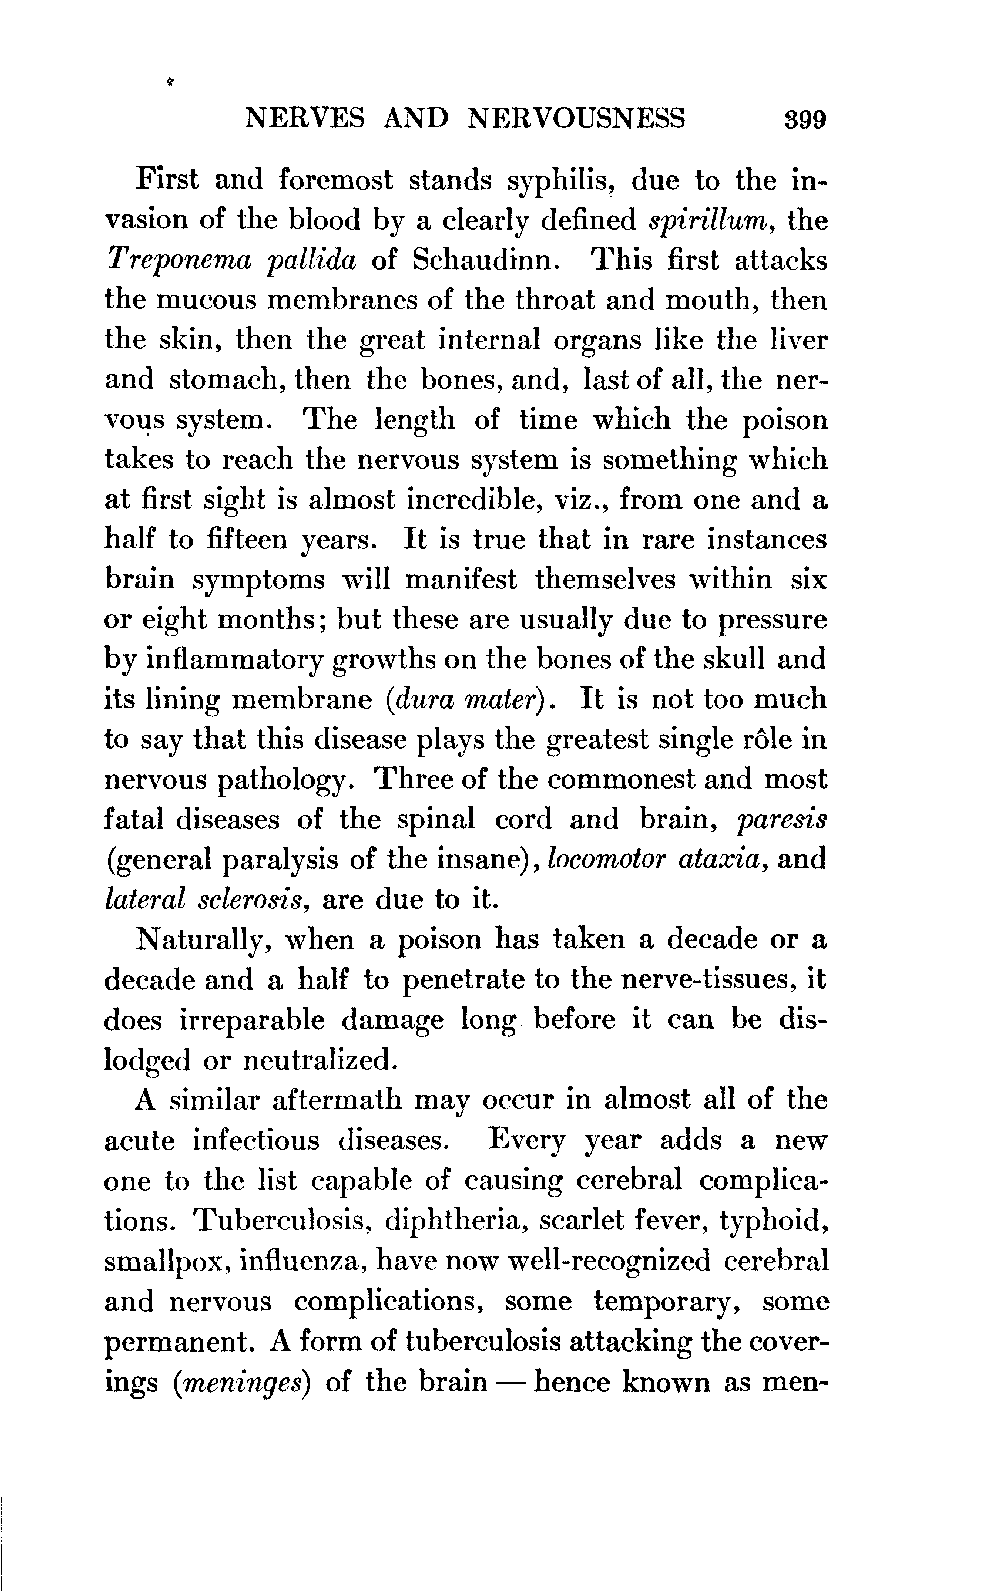 NERVES AND NERVOUSNESS 399
First and foremost stands syphilis, due to the in-
vasion of the blood by a clearly defined spirillum, the
Treponema pallida of Schaudinn. This first attacks
the mucous membranes of the throat and mouth, then
the skin, then the great internal organs like the liver
and stomach, then the bones, and, last of all, the ner-
vous system. The length of time which the poison
takes to reach the nervous system is something which
at first sight is almost incredible, viz., from one and a
half to fifteen years. It is true that in rare instances
brain symptoms will manifest themselves within six
or eight months; but these are usually due to pressure
by inflammatory growths on the bones of the skull and
its lining membrane (dura mater). It is not too much
to say that this disease plays the greatest single rôle in
nervous pathology. Three of the commonest and most
fatal diseases of the spinal cord and brain, paresis
(general paralysis of the insane), locomotor ataxia, and
lateral sclerosis, are due to it.
Naturally, when a poison has taken a decade or a
decade and a half to penetrate to the nerve-tissues, it
does irreparable damage long before it can be dis-
lodged or neutralized.
A similar aftermath may occur in almost all of the
acute infectious diseases. Every year adds a new
one to the list capable of causing cerebral complica-
tions. Tuberculosis, diphtheria, scarlet fever, typhoid,
smallpox, influenza, have now well-recognized cerebral
and nervous complications, some temporary, some
permanent. A form of tuberculosis attacking the cover-
ings (meninges) of the brain — hence known as men-